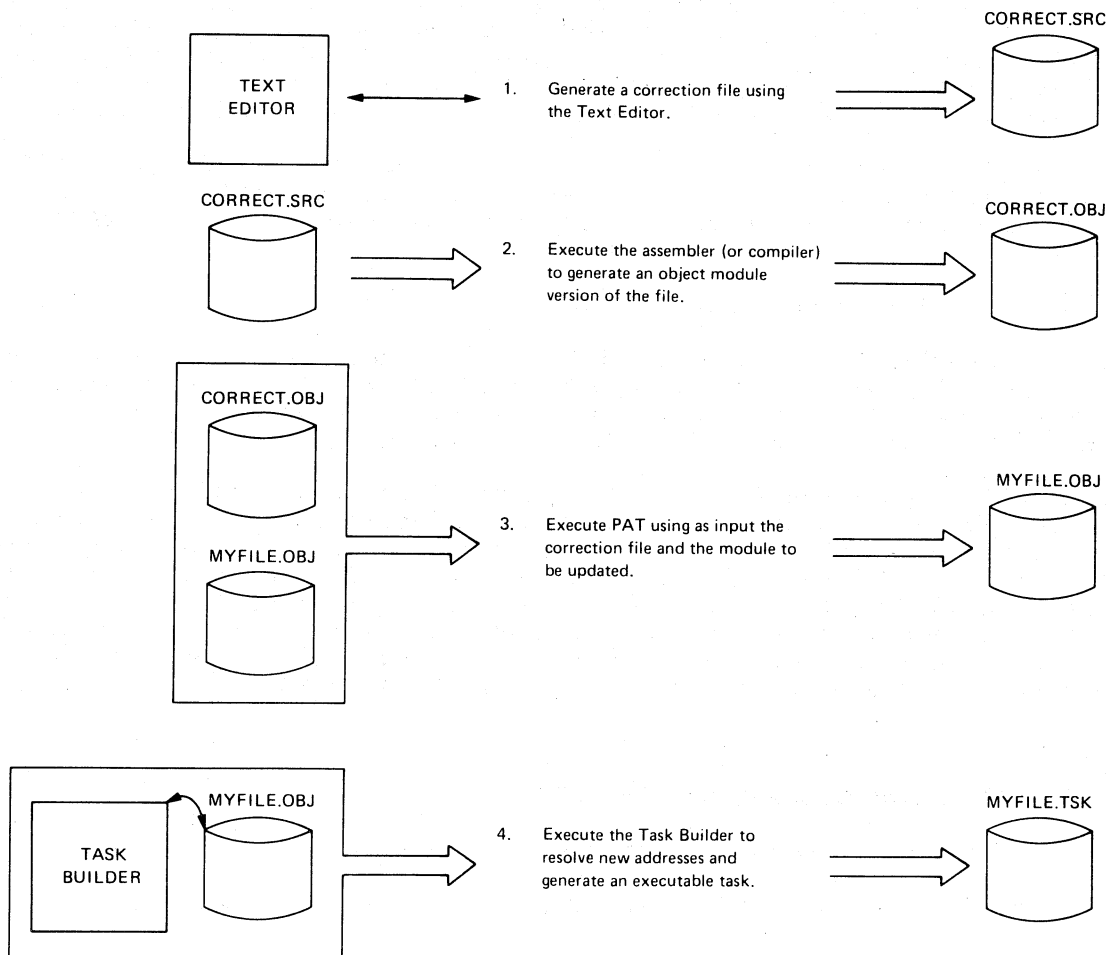 CORRECT.SRC
TEXT
EDITOR
1. Generate a correction file using
the Text Editor.
CORRECT.SRC
CORRECT.OBJ
2. Execute the assembler (or compiler)
to generate an object module
version of the file.
CORRECT.OBJ
MYFILE.OBJ
3. Execute PAT using as input the
correction file and the module to
be updated.
MYFILE.OBJ
TASK
BUILDER
MYFILE.OBJ
4. Execute the Task Builder to
resolve new addresses and
generate an executable task.
MYFILE.TSK